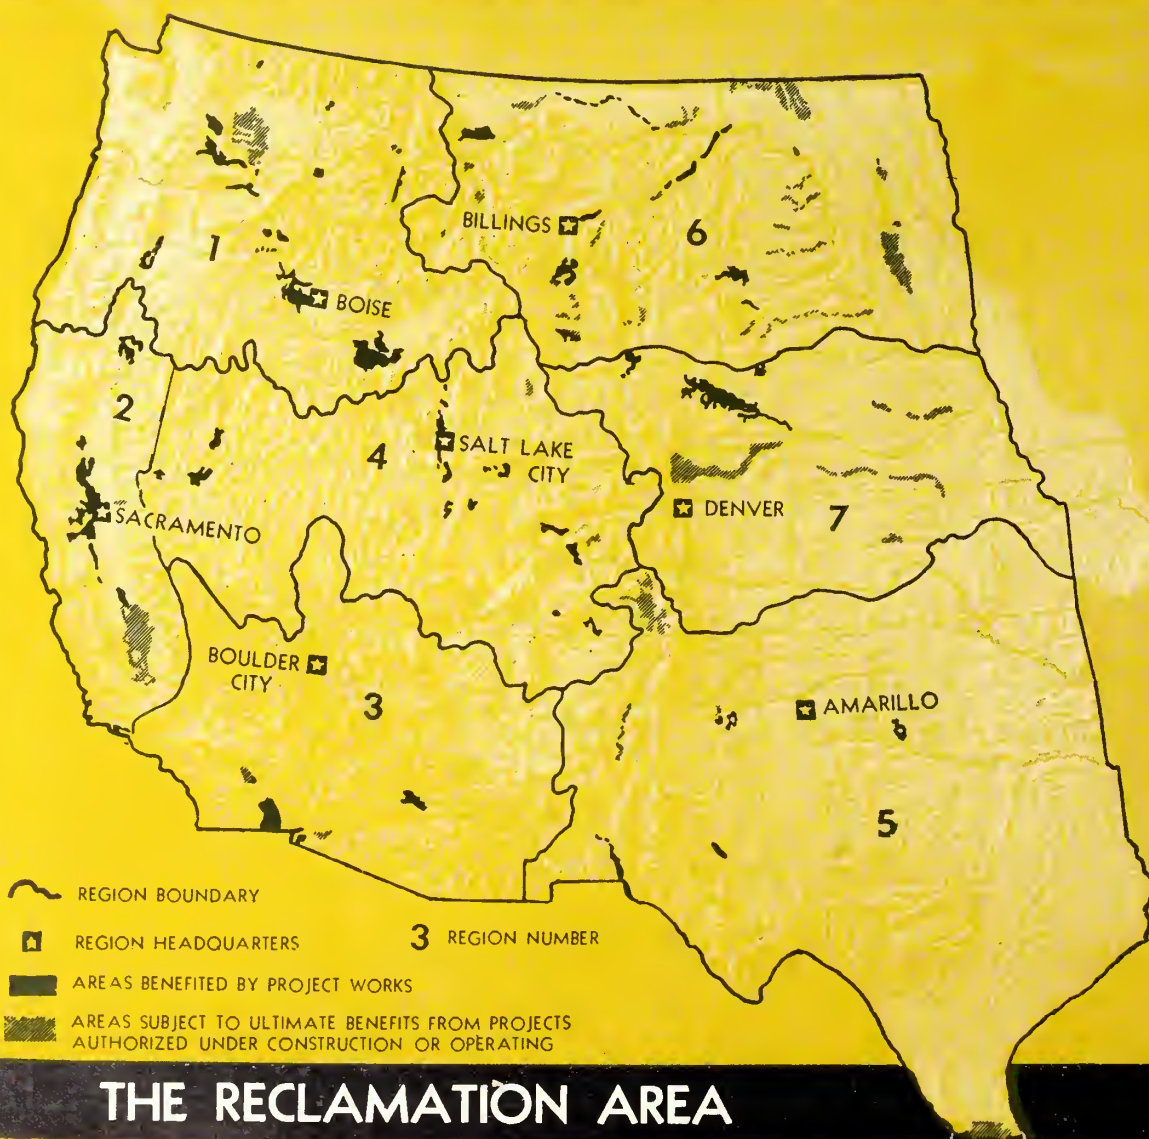 BILLINGS
6
1
BOISE
2
4
SALT LAKE
CITY
SACRAMENTO
DENVER
7
BOULDER
CITY
3
AMARILLO
5
REGION BOUNDARY
REGION HEADQUARTERS
3 REGION NUMBER
AREAS BENEFITED BY PROJECT WORKS
AREAS SUBJECT TO ULTIMATE BENEFITS FROM PROJECTS
AUTHORIZED UNDER CONSTRUCTION OR OPERATING
THE RECLAMATION AREA